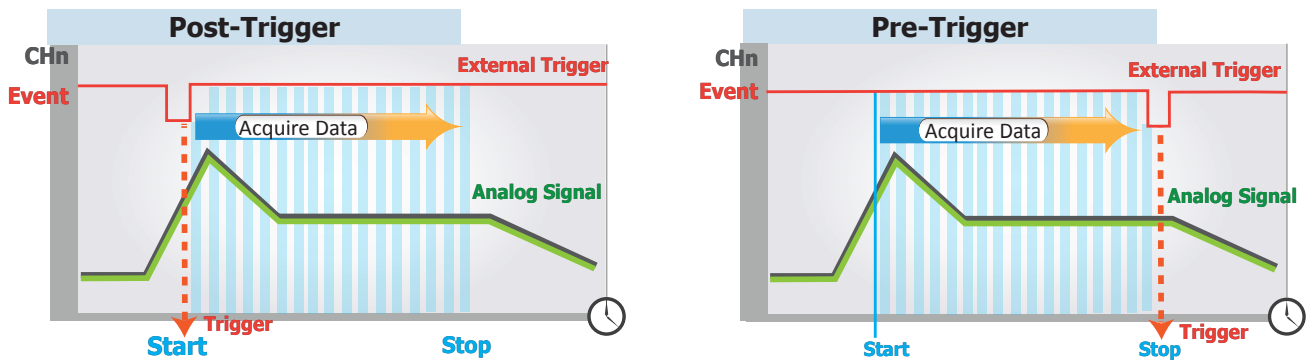 Post-Trigger
CHn
External Trigger
Event
Acquire Data
Analog Signal
Trigger
Start
Stop
Pre-Trigger
CHn
External Trigger
Event
Acquire Data
Analog Signal
Trigger
Start
Stop